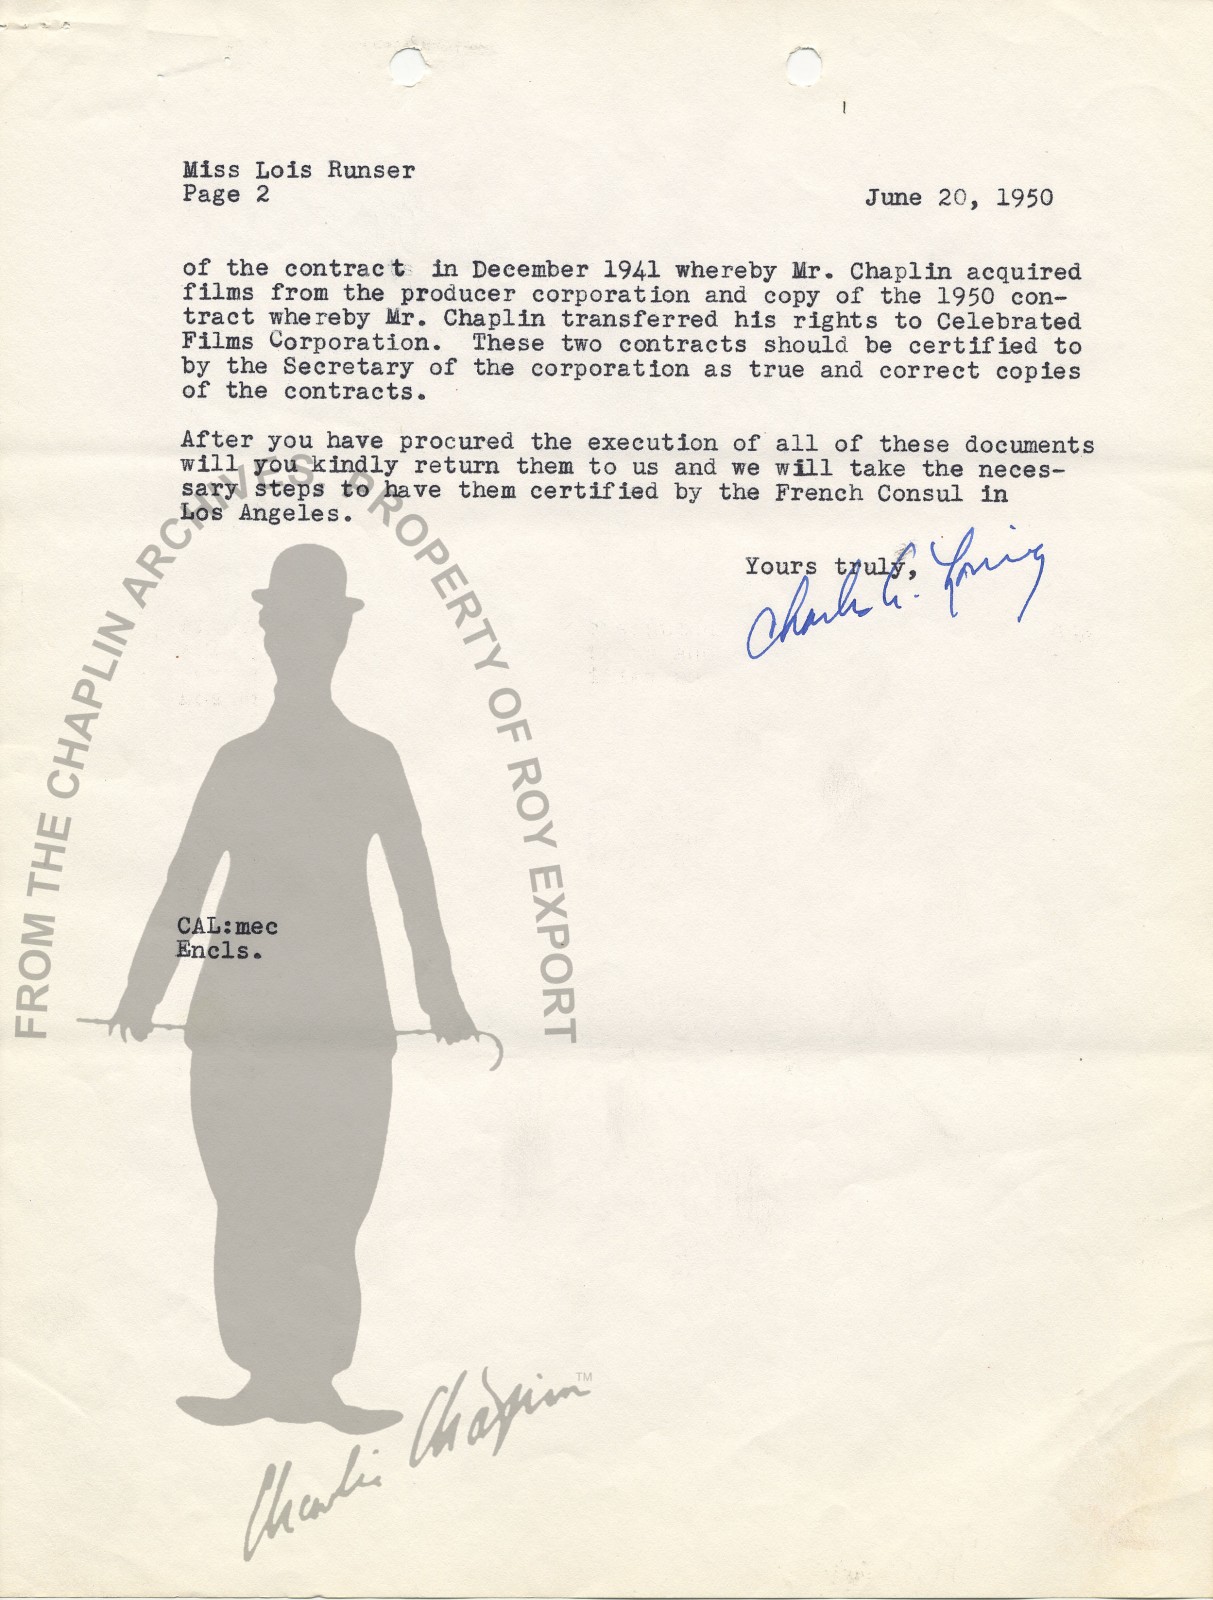 Miss Lois Runser
Page 2
June 20, 1950
of the contract in December 1941 whereby Mr. Chaplin acquired
films from the producer corporation and copy of the 1950 con-
tract whereby Mr. Chaplin transferred his rights to Celebrated
Films Corporation. These two contracts should be certified to
by the Secretary of the corporation as true and correct copies
of the contracts.
After you have procured the execution of all of these documents
will you kindly return them to us and we will take the neces-
sary steps to have them certified by the French Consul in
Los Angeles.
Yours truly,
Charles A. Loring
CAL:mec
Encls.
FROM THE CHAPLIN ARCHIVES. PROPERTY OF ROY EXPORT
Charlie Chaplin TM